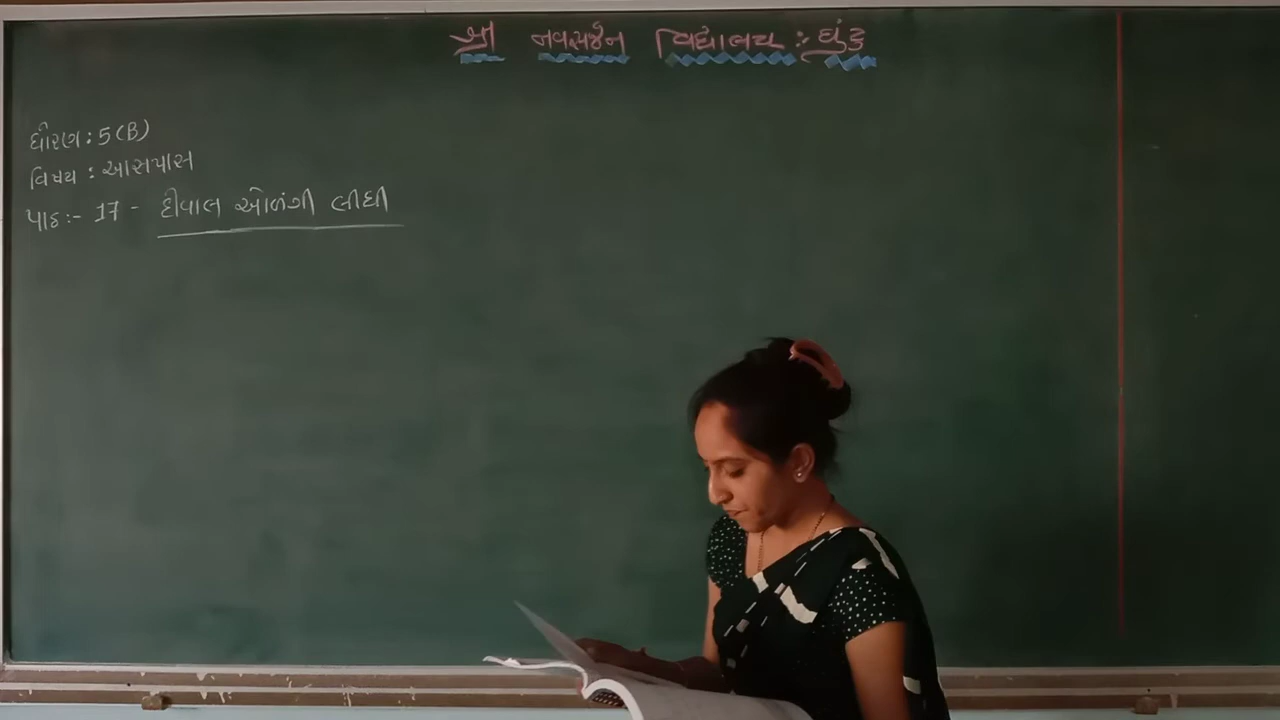 શ્રી નવસર્જન વિદ્યાલય : ઘુંટુ
ધોરણ : 5 (B)
વિષય : આસપાસ
પાઠ :- 17 - દીવાલ ઓળંગી લીધી